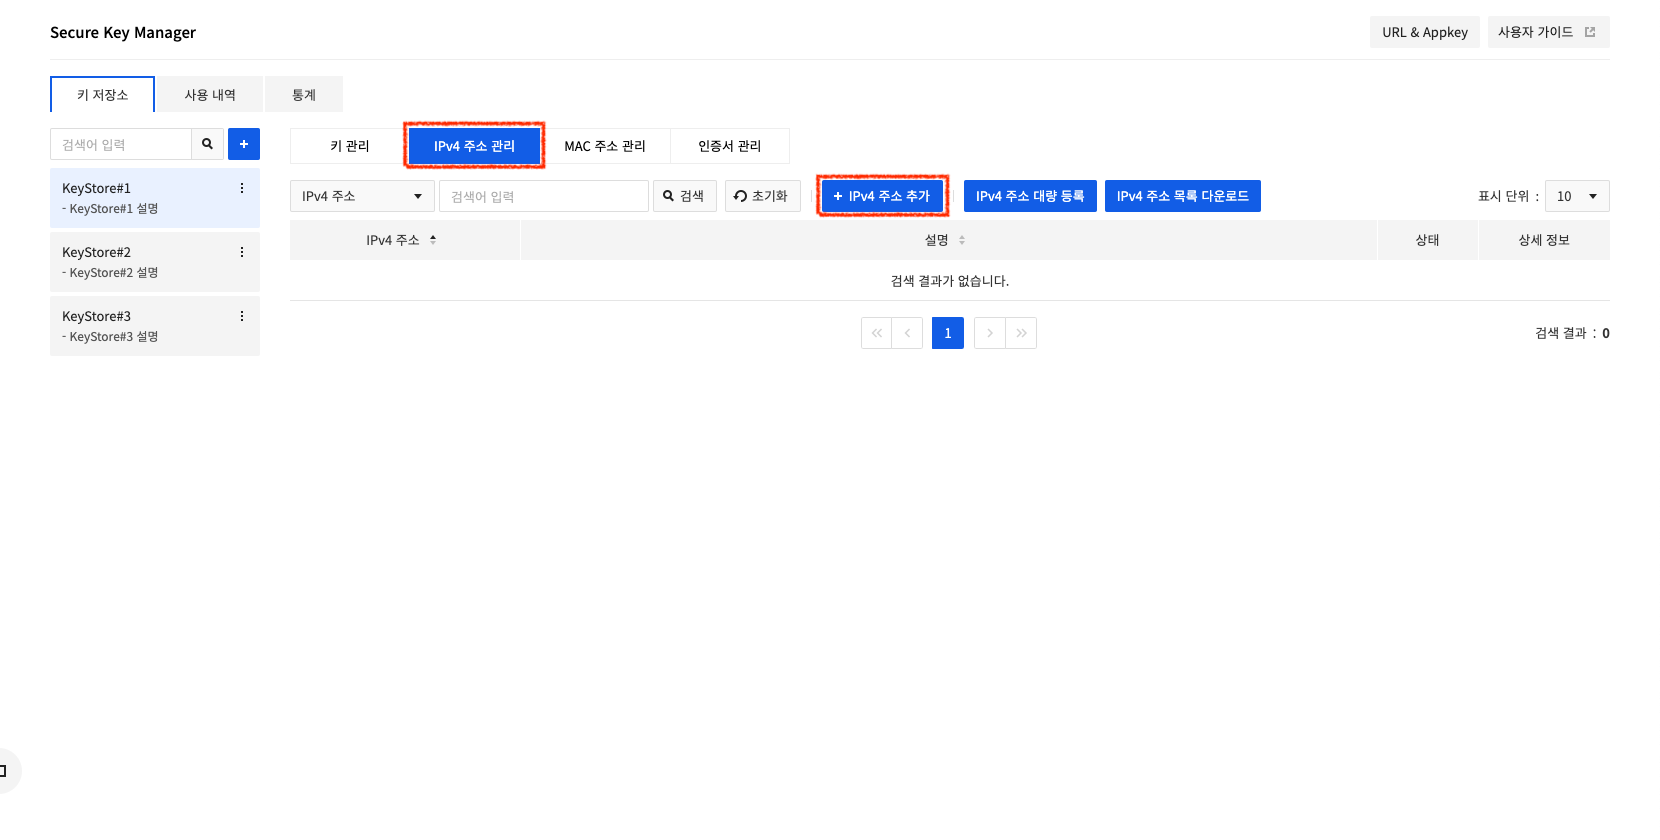 Secure Key Manager
URL & Appkey
사용자 가이드
키 저장소
사용 내역
통계
검색어 입력
+
KeyStore#1
- KeyStore#1 설명
KeyStore#2
- KeyStore#2 설명
KeyStore#3
- KeyStore#3 설명
키 관리
IPv4 주소 관리
MAC 주소 관리
인증서 관리
IPv4 주소
검색어 입력
검색
초기화
+ IPv4 주소 추가
IPv4 주소 대량 등록
IPv4 주소 목록 다운로드
표시 단위 : 10
IPv4 주소
설명
상태
상세 정보
검색 결과가 없습니다.
1
검색 결과 : 0